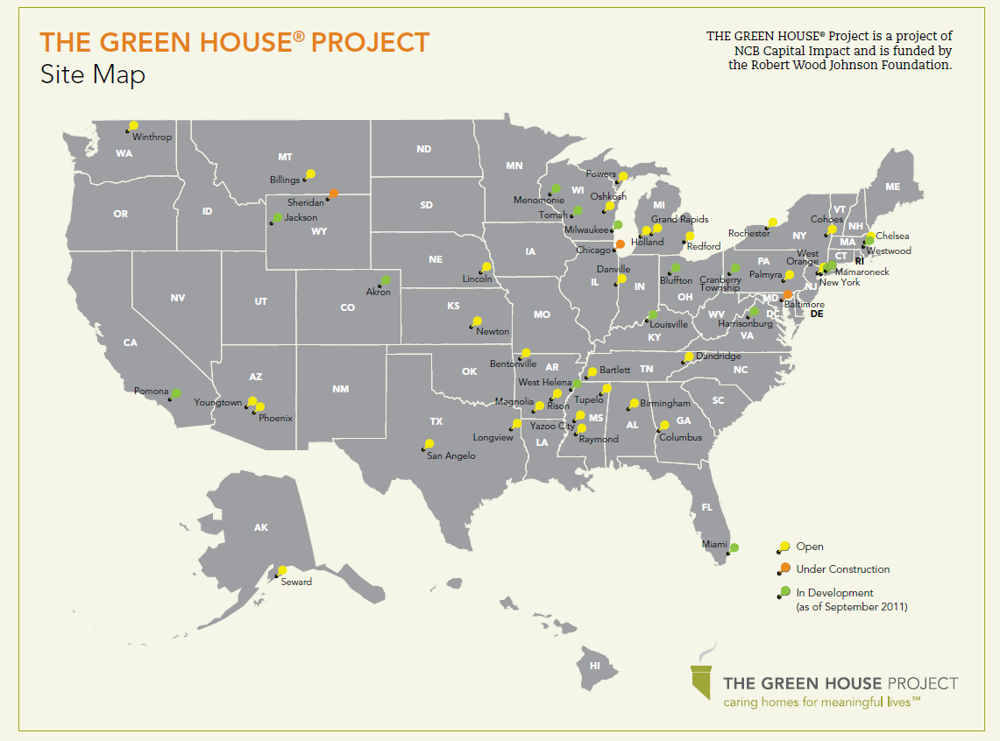 THE GREEN HOUSE® PROJECT
Site Map
THE GREEN HOUSE® Project is a project of
NCB Capital Impact and is funded by
the Robert Wood Johnson Foundation.
Winthrop
WA
MT
ND
MN
Billings
Powers
ME
Sheridan
Menomonie
WI
Oshkosh
MI
VT
OR
ID
Jackson
WY
SD
Tomah
Grand Rapids
Cohoes
NH
Milwaukee
Holland
Redford
Rochester
NY
MA
Chelsea
Westwood
Chicago
IA
NE
Lincoln
Danville
IL
IN
Bluffton
OH
Cranberry
Township
PA
Palmyra
West
Orange
CT
RI
Mamaroneck
New York
NJ
Akron
NV
UT
CO
KS
Newton
MO
Louisville
KY
WV
Harrisonburg
VA
MD
Baltimore
DC
DE
CA
Bentonville
Dandridge
AZ
NM
OK
AR
Bartlett
TN
NC
Pomona
Youngtown
Phoenix
West Helena
Magnolia
Rison
Tupelo
Birmingham
SC
TX
Longview
Yazoo City
MS
Raymond
AL
GA
Columbus
LA
San Angelo
FL
Miami
AK
Seward
HI
Open
Under Construction
In Development
(as of September 2011)
THE GREEN HOUSE PROJECT
caring homes for meaningful lives℠